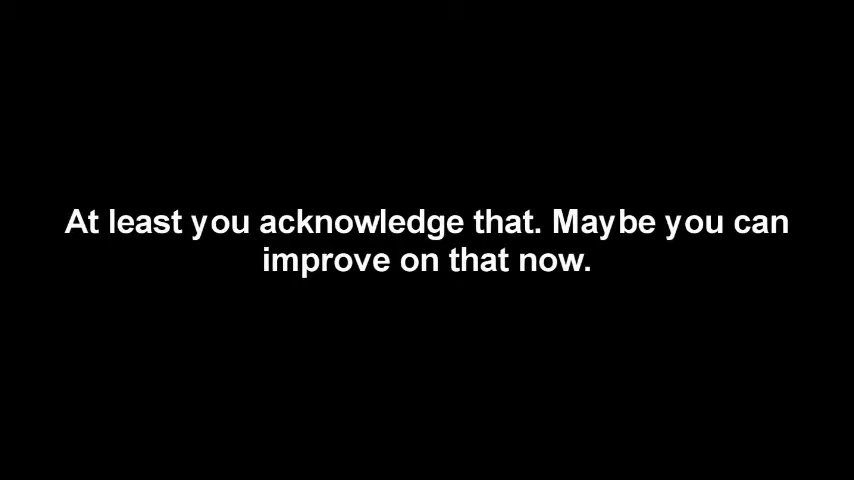 At least you acknowledge that. Maybe you can
improve on that now.